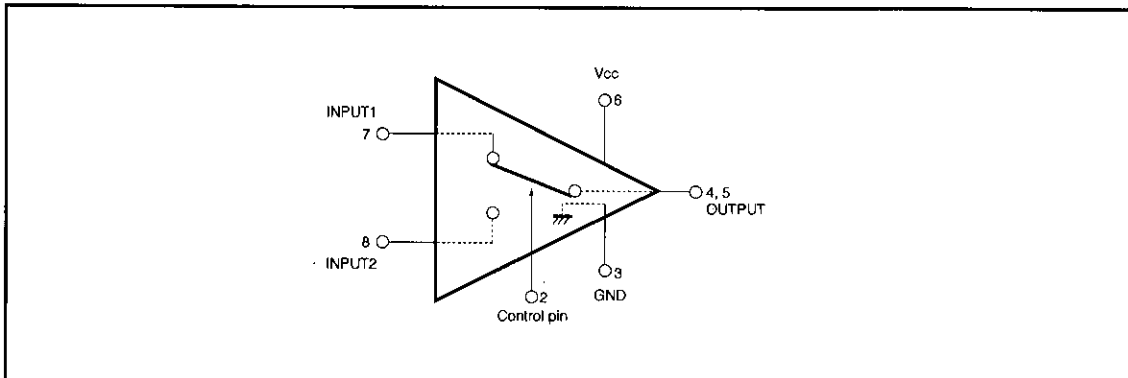 Vcc
6
INPUT1
7
4, 5
OUTPUT
8
INPUT2
3
GND
2
Control pin